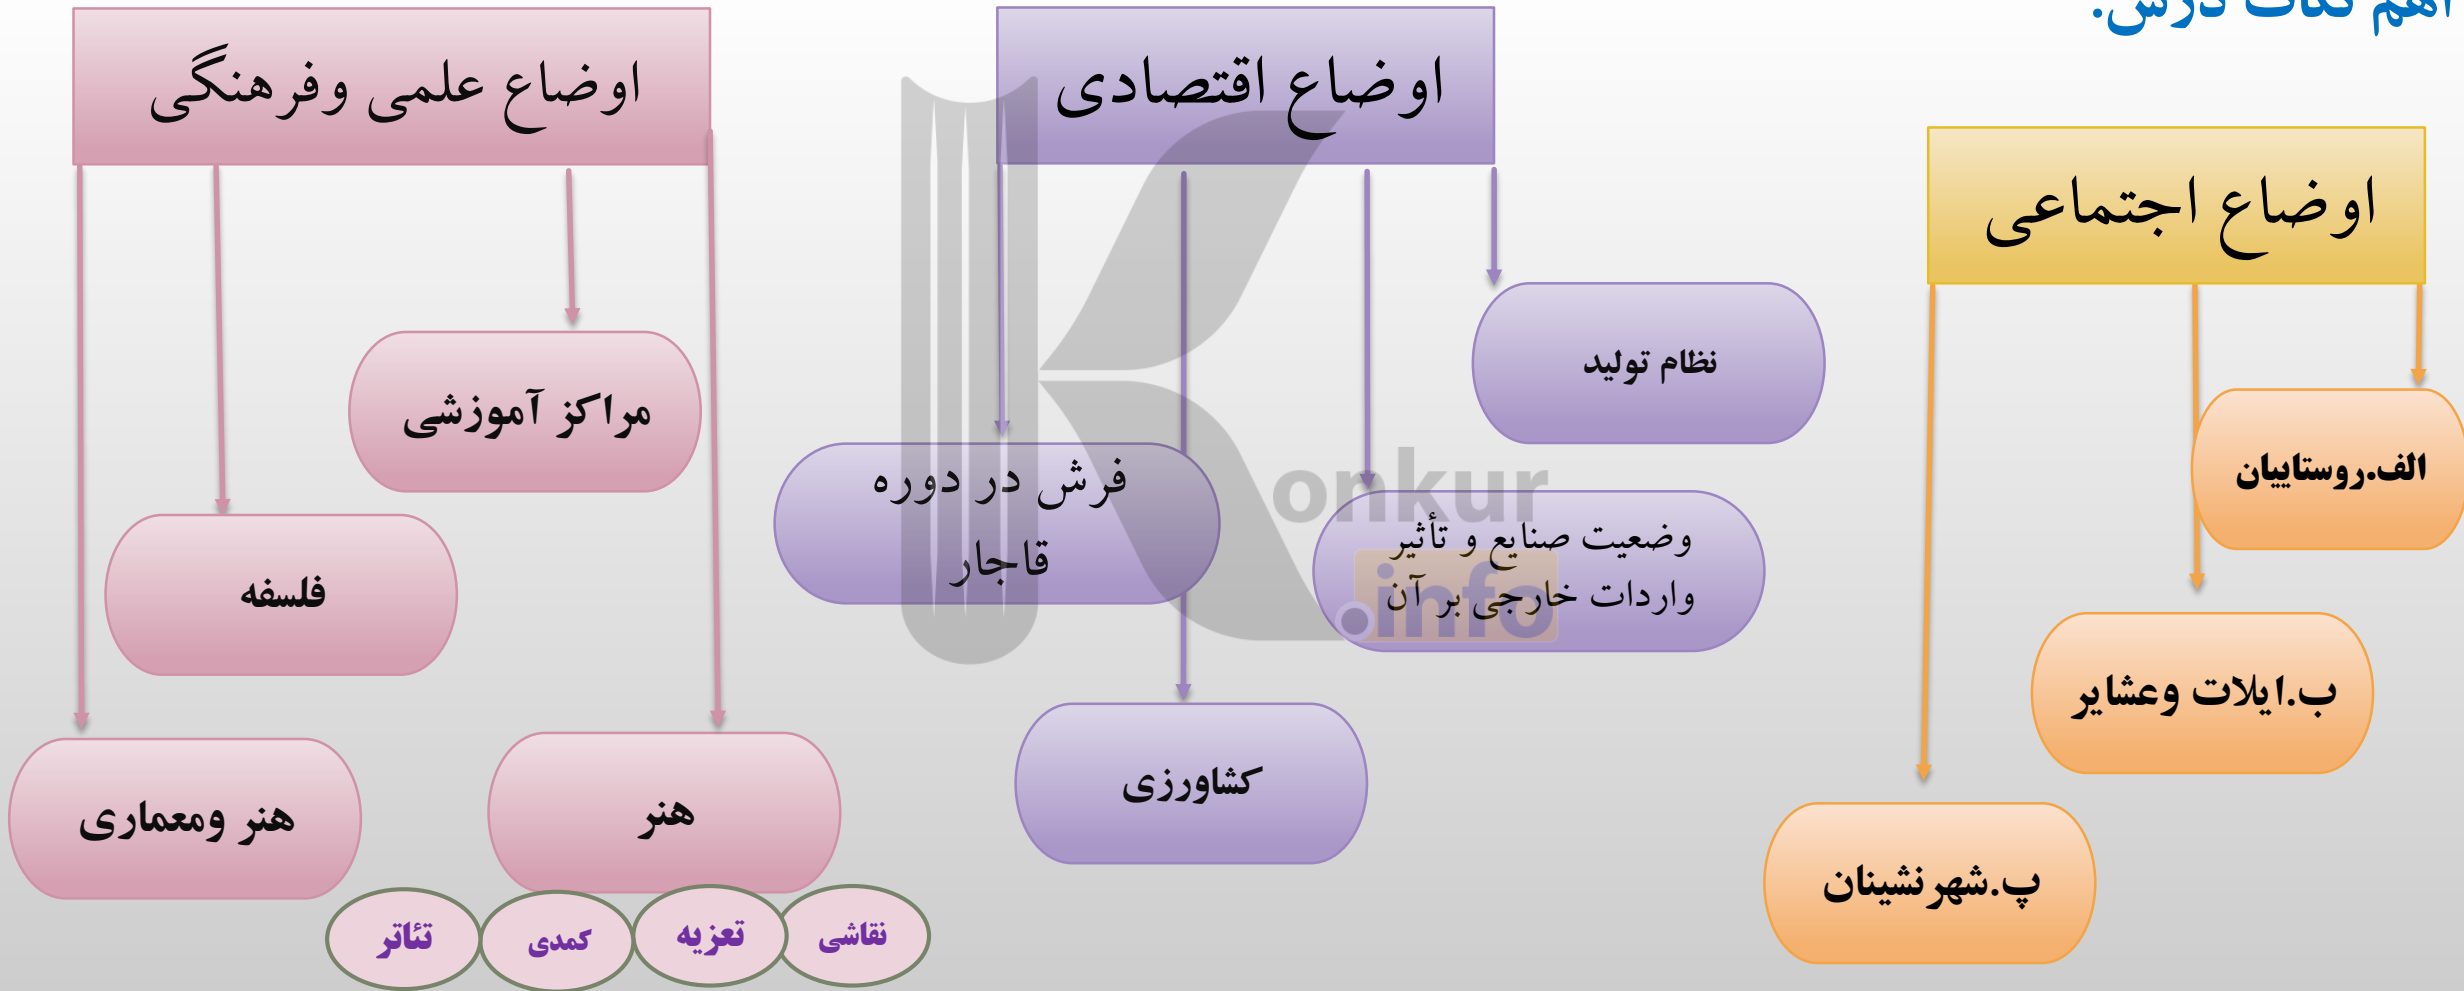 اهم نکات درس:
اوضاع اجتماعی
الف.روستاییان
ب.ایلات وعشایر
پ.شهرنشینان
اوضاع اقتصادی
نظام تولید
وضعیت صنایع و تأثیر
واردات خارجی بر آن
کشاورزی
فرش در دوره
قاجار
اوضاع علمی وفرهنگی
هنر
نقاشی
تعزیه
کمدی
تئاتر
مراکز آموزشی
فلسفه
هنر ومعماری
Konkur
.info